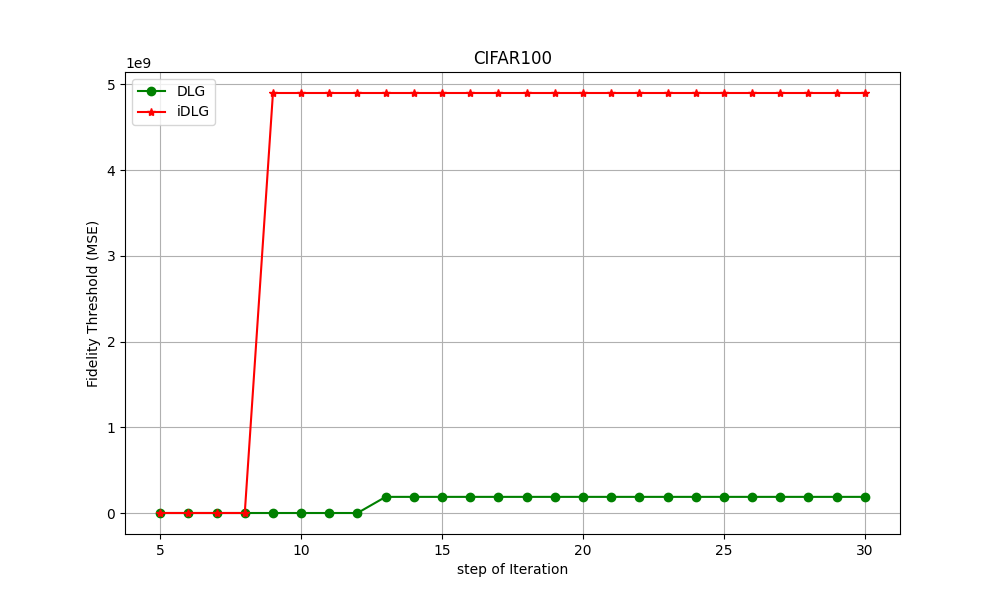 CIFAR100
1e9
DLG
iDLG
5
4
3
2
1
0
Fidelity Threshold (MSE)
5 10 15 20 25 30
step of Iteration